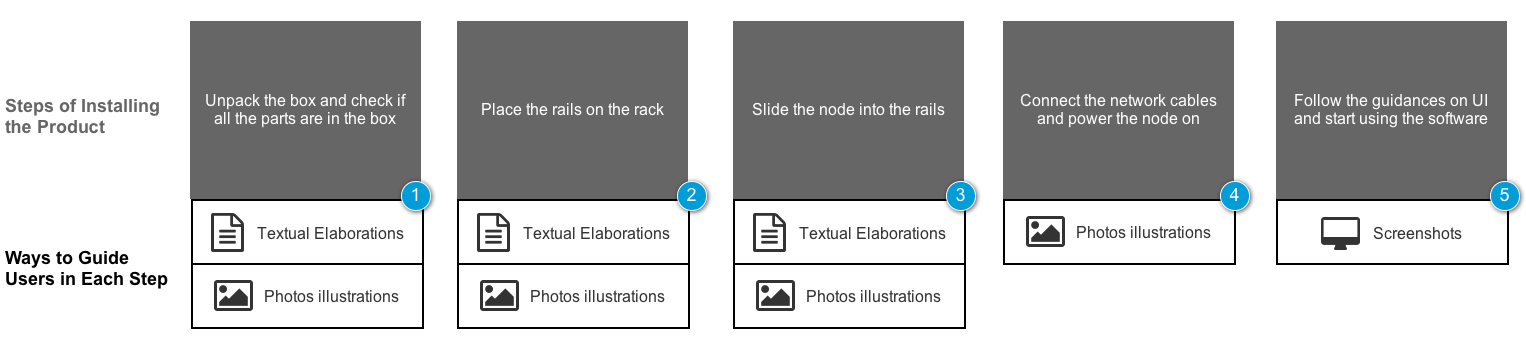 Steps of Installing
the Product
Unpack the box and check if
all the parts are in the box
1
Place the rails on the rack
2
Slide the node into the rails
3
Connect the network cables
and power the node on
4
Follow the guidances on UI
and start using the software
5
Ways to Guide
Users in Each Step
Textual Elaborations
Photos illustrations
Textual Elaborations
Photos illustrations
Textual Elaborations
Photos illustrations
Photos illustrations
Screenshots